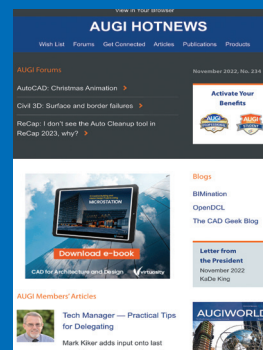 View in Your Browser
AUGI HOTNEWS
Wish List Forums Get Connected Articles Publications Products
AUGI Forums
AutoCAD: Christmas Animation >
Civil 3D: Surface and border failures >
ReCap: I don't see the Auto Cleanup tool in
ReCap 2023, why? >
November 2022, No. 234
Activate Your
Benefits
AUGI AUGI
MICROSTATION
Download e-book
CAD for Architecture and Design Virtuosity
Blogs
BIMination
OpenDCL
The CAD Geek Blog
Letter from
the President
November 2022
KaDe King
AUGI Members' Articles
Tech Manager — Practical Tips
for Delegating
Mark Kiker adds input onto last
AUGIWORLD